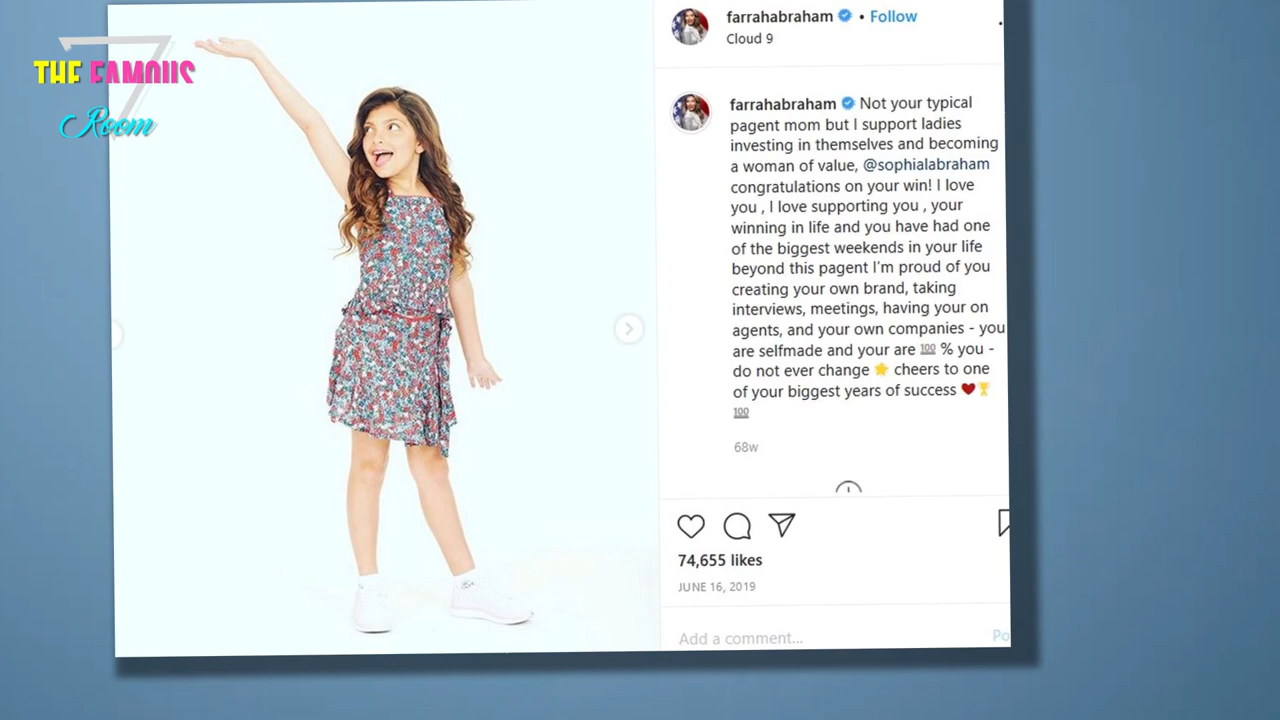 THE FAMOUS
Room
farrahabraham • Follow
Cloud 9
farrahabraham Not your typical
pagent mom but I support ladies
investing in themselves and becoming
a woman of value, @sophialabraham
congratulations on your win! I love
you , I love supporting you , your
winning in life and you have had one
of the biggest weekends in your life
beyond this pagent I'm proud of you
creating your own brand, taking
interviews, meetings, having your on
agents, and your own companies - you
are selfmade and your are 💯 % you -
do not ever change ⭐ cheers to one
of your biggest years of success ❤️🏆
💯
68w
74,655 likes
JUNE 16, 2019
Add a comment...
Po